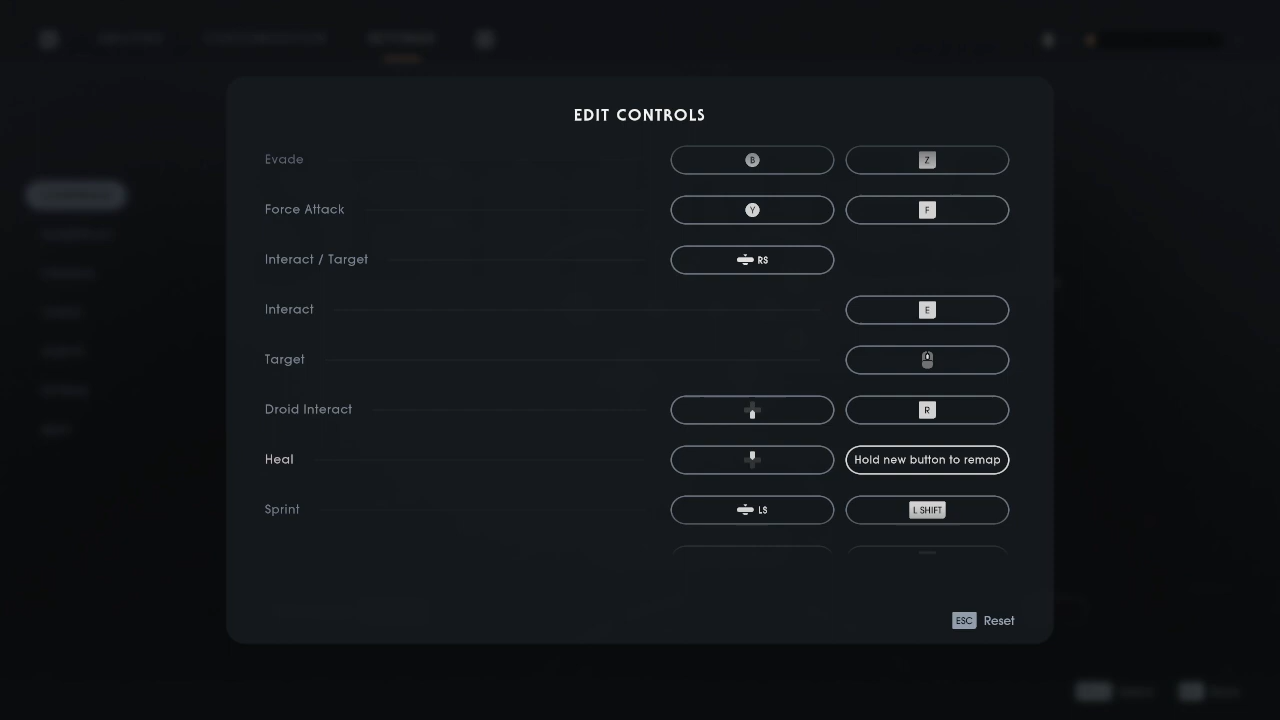 EDIT CONTROLS
Evade B Z
Force Attack Y F
Interact / Target RS
Interact E
Target
Droid Interact R
Heal Hold new button to remap
Sprint LS L SHIFT
ESC Reset